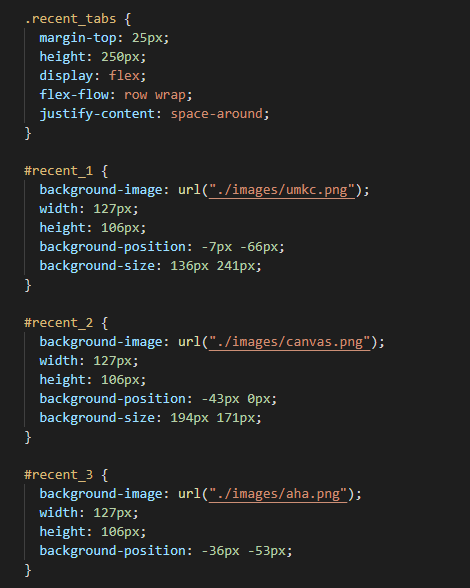 .recent_tabs {
margin-top: 25px;
height: 250px;
display: flex;
flex-flow: row wrap;
justify-content: space-around;
}
#recent_1 {
background-image: url("./images/umkc.png");
width: 127px;
height: 106px;
background-position: -7px -66px;
background-size: 136px 241px;
}
#recent_2 {
background-image: url("./images/canvas.png");
width: 127px;
height: 106px;
background-position: -43px 0px;
background-size: 194px 171px;
}
#recent_3 {
background-image: url("./images/aha.png");
width: 127px;
height: 106px;
background-position: -36px -53px;
}